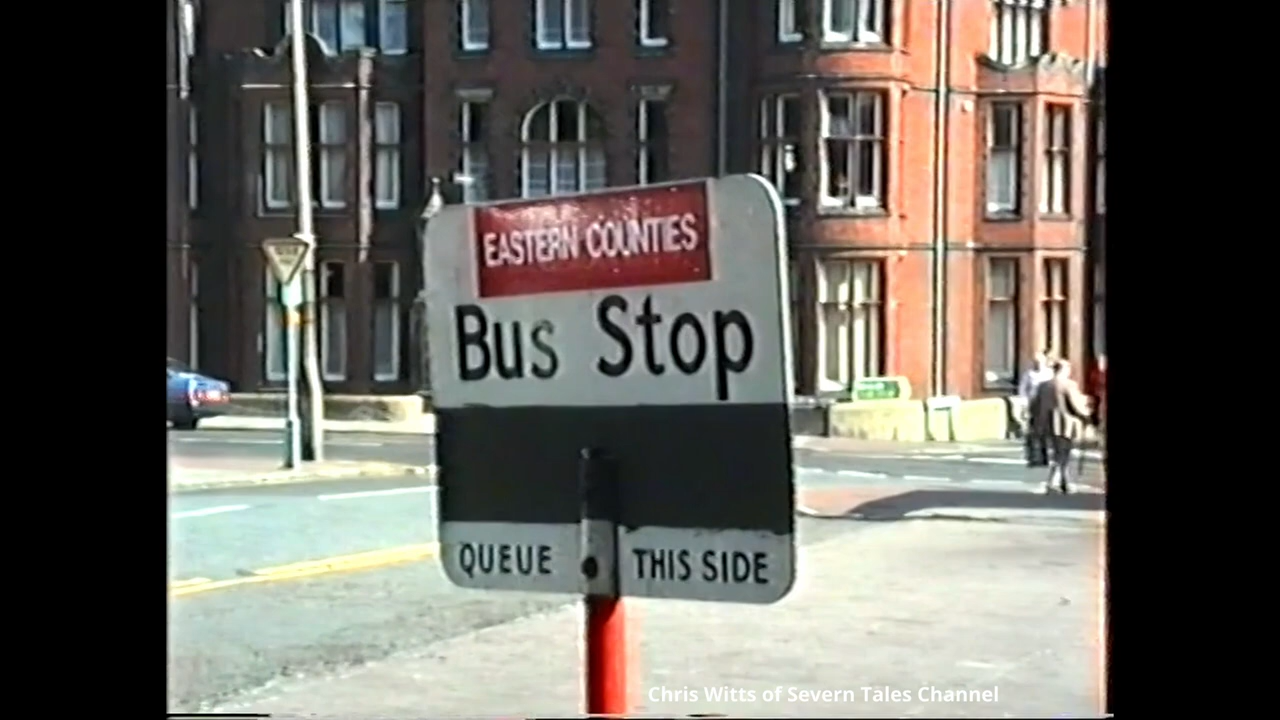 EASTERN COUNTIES
Bus Stop
QUEUE THIS SIDE
Chris Witts of Severn Tales Channel